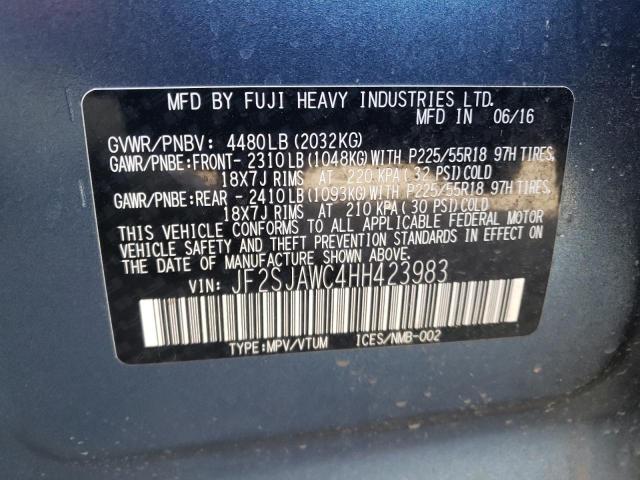 MFD BY FUJI HEAVY INDUSTRIES LTD.
MFD IN 06/16
GVWR/PNBV: 4480LB(2032KG)
GAWR/PNBE:FRONT- 2310LB(1048KG)WITH P225/55R18 97H TIRES,
18X7J RIMS AT 220 KPA(32 PSI)COLD
GAWR/PNBE:REAR - 2410LB(1093KG)WITH P225/55R18 97H TIRES,
18X7J RIMS AT 210 KPA(30 PSI)COLD
THIS VEHICLE CONFORMS TO ALL APPLICABLE FEDERAL MOTOR
VEHICLE SAFETY AND THEFT PREVENTION STANDARDS IN EFFECT ON
THE DATE OF MANUFACTURE SHOWN ABOVE.
VIN: JF2SJAWC4HH423983
TYPE:MPV/VTUM ICES/NMB-002